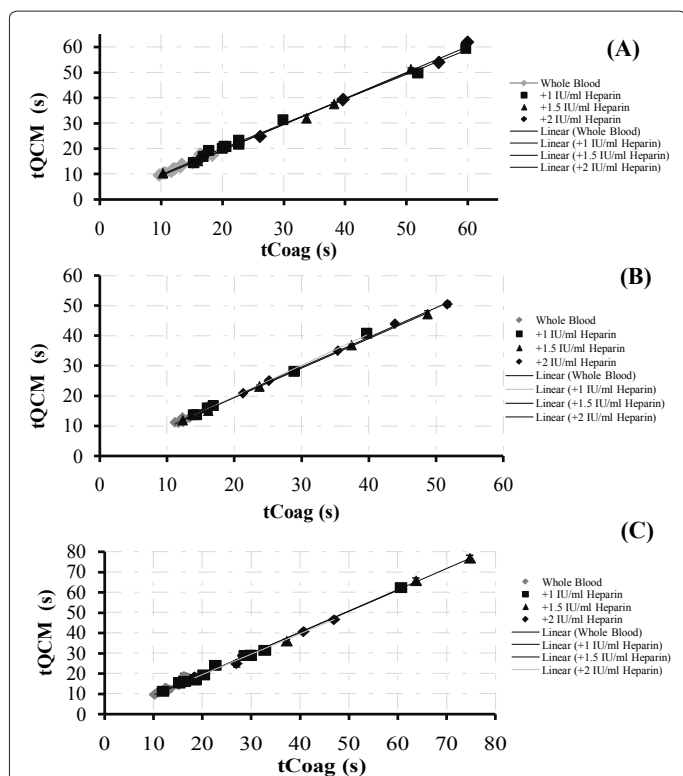 (A)
tQCM (s)
60
50
40
30
20
10
0
0 10 20 30 40 50 60
tCoag (s)
Whole Blood
+1 IU/ml Heparin
+1.5 IU/ml Heparin
+2 IU/ml Heparin
Linear (Whole Blood)
Linear (+1 IU/ml Heparin)
Linear (+1.5 IU/ml Heparin)
Linear (+2 IU/ml Heparin)
(B)
tQCM (s)
60
50
40
30
20
10
0
0 10 20 30 40 50 60
tCoag (s)
Whole Blood
+1 IU/ml Heparin
+1.5 IU/ml Heparin
+2 IU/ml Heparin
Linear (Whole Blood)
Linear (+1 IU/ml Heparin)
Linear (+1.5 IU/ml Heparin)
Linear (+2 IU/ml Heparin)
(C)
tQCM (s)
80
70
60
50
40
30
20
10
0
0 10 20 30 40 50 60 70 80
tCoag (s)
Whole Blood
+1 IU/ml Heparin
+1.5 IU/ml Heparin
+2 IU/ml Heparin
Linear (Whole Blood)
Linear (+1 IU/ml Heparin)
Linear (+1.5 IU/ml Heparin)
Linear (+2 IU/ml Heparin)